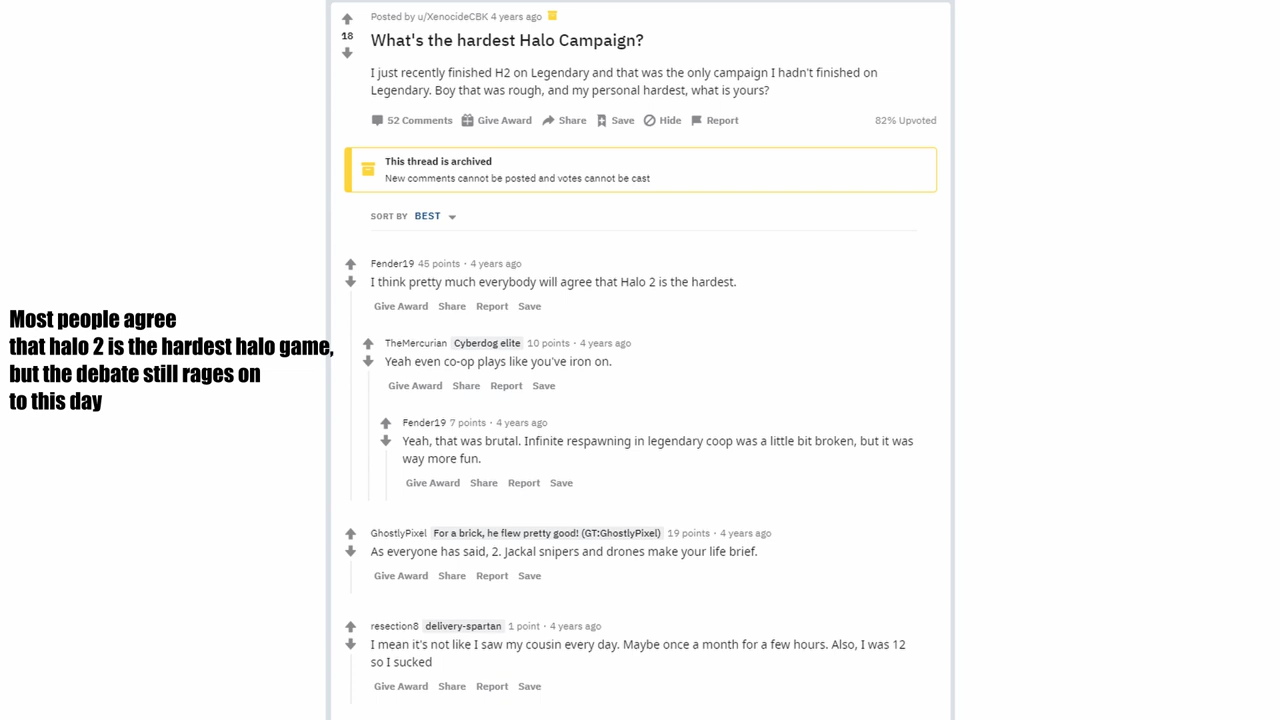 Posted by u/XenocideCBK 4 years ago
18
What's the hardest Halo Campaign?
I just recently finished H2 on Legendary and that was the only campaign I hadn't finished on
Legendary. Boy that was rough, and my personal hardest, what is yours?
52 Comments Give Award Share Save Hide Report 82% Upvoted
This thread is archived
New comments cannot be posted and votes cannot be cast
SORT BY BEST
Fender19 45 points · 4 years ago
I think pretty much everybody will agree that Halo 2 is the hardest.
Give Award Share Report Save
Most people agree
that halo 2 is the hardest halo game,
but the debate still rages on
to this day
TheMercurian Cyberdog elite 10 points · 4 years ago
Yeah even co-op plays like you've iron on.
Give Award Share Report Save
Fender19 7 points · 4 years ago
Yeah, that was brutal. Infinite respawning in legendary coop was a little bit broken, but it was
way more fun.
Give Award Share Report Save
GhostlyPixel For a brick, he flew pretty good! (GT:GhostlyPixel) 19 points · 4 years ago
As everyone has said, 2. Jackal snipers and drones make your life brief.
Give Award Share Report Save
resection8 delivery-spartan 1 point · 4 years ago
I mean it's not like I saw my cousin every day. Maybe once a month for a few hours. Also, I was 12
so I sucked
Give Award Share Report Save